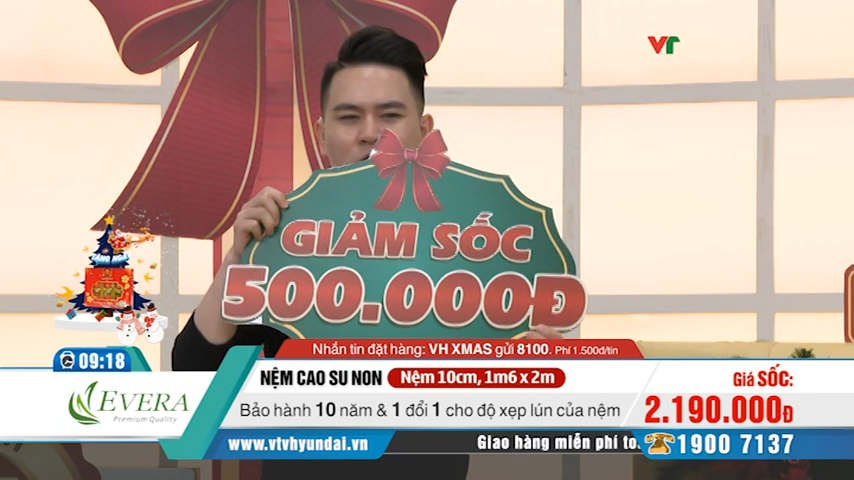 VT
GIẢM SỐC
500.000Đ
TẶNG NGAY
Nhắn tin đặt hàng: VH XMAS gửi 8100. Phí 1.500đ/tin
09:18
EVERA
Premium Quality
NỆM CAO SU NON
Nệm 10cm, 1m6 x 2m
Bảo hành 10 năm & 1 đổi 1 cho độ xẹp lún của nệm
Giá SỐC:
2.190.000đ
www.vtvhyundai.vn
Giao hàng miễn phí to
1900 7137